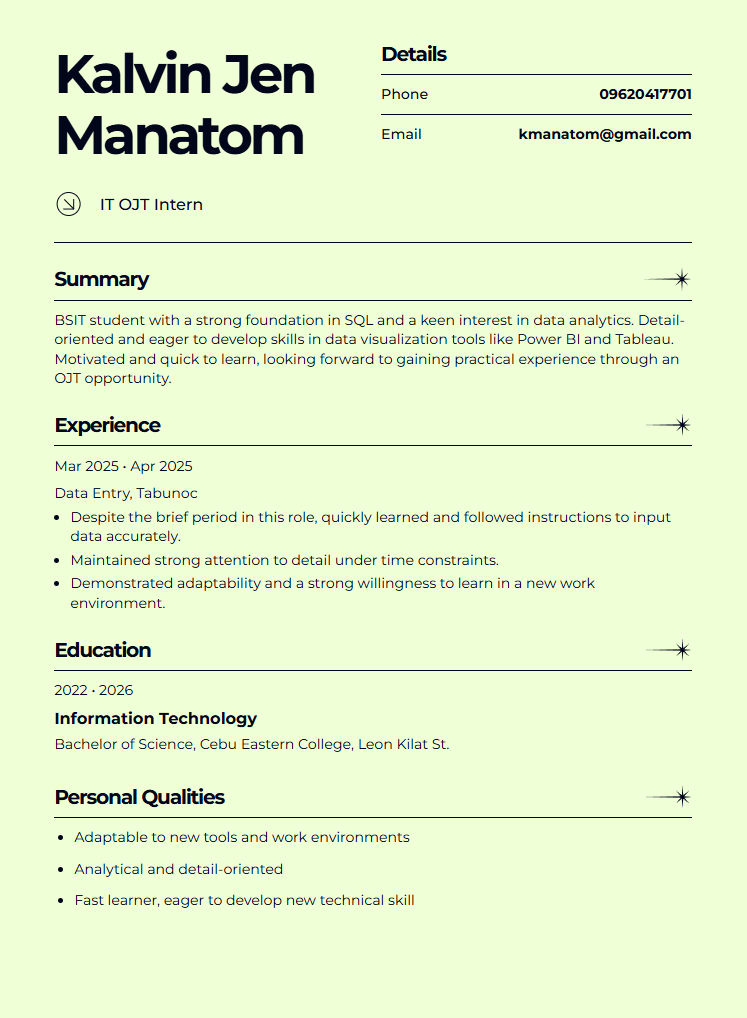 Kalvin Jen
Manatom
IT OJT Intern
Details
Phone 09620417701
Email kmanatom@gmail.com
Summary
BSIT student with a strong foundation in SQL and a keen interest in data analytics. Detail-
oriented and eager to develop skills in data visualization tools like Power BI and Tableau.
Motivated and quick to learn, looking forward to gaining practical experience through an
OJT opportunity.
Experience
Mar 2025 • Apr 2025
Data Entry, Tabunoc
• Despite the brief period in this role, quickly learned and followed instructions to input
data accurately.
• Maintained strong attention to detail under time constraints.
• Demonstrated adaptability and a strong willingness to learn in a new work
environment.
Education
2022 • 2026
Information Technology
Bachelor of Science, Cebu Eastern College, Leon Kilat St.
Personal Qualities
• Adaptable to new tools and work environments
• Analytical and detail-oriented
• Fast learner, eager to develop new technical skill